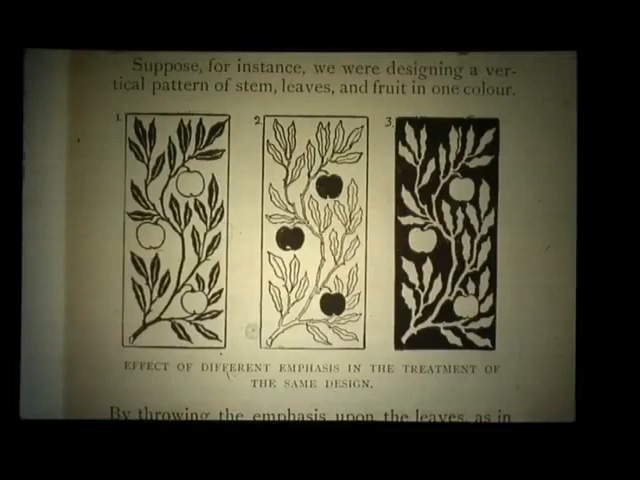 Suppose, for instance, we were designing a ver-
tical pattern of stem, leaves, and fruit in one colour.
1. 2. 3.
EFFECT OF DIFFERENT EMPHASIS IN THE TREATMENT OF
THE SAME DESIGN.
By throwing the emphasis upon the leaves, as in